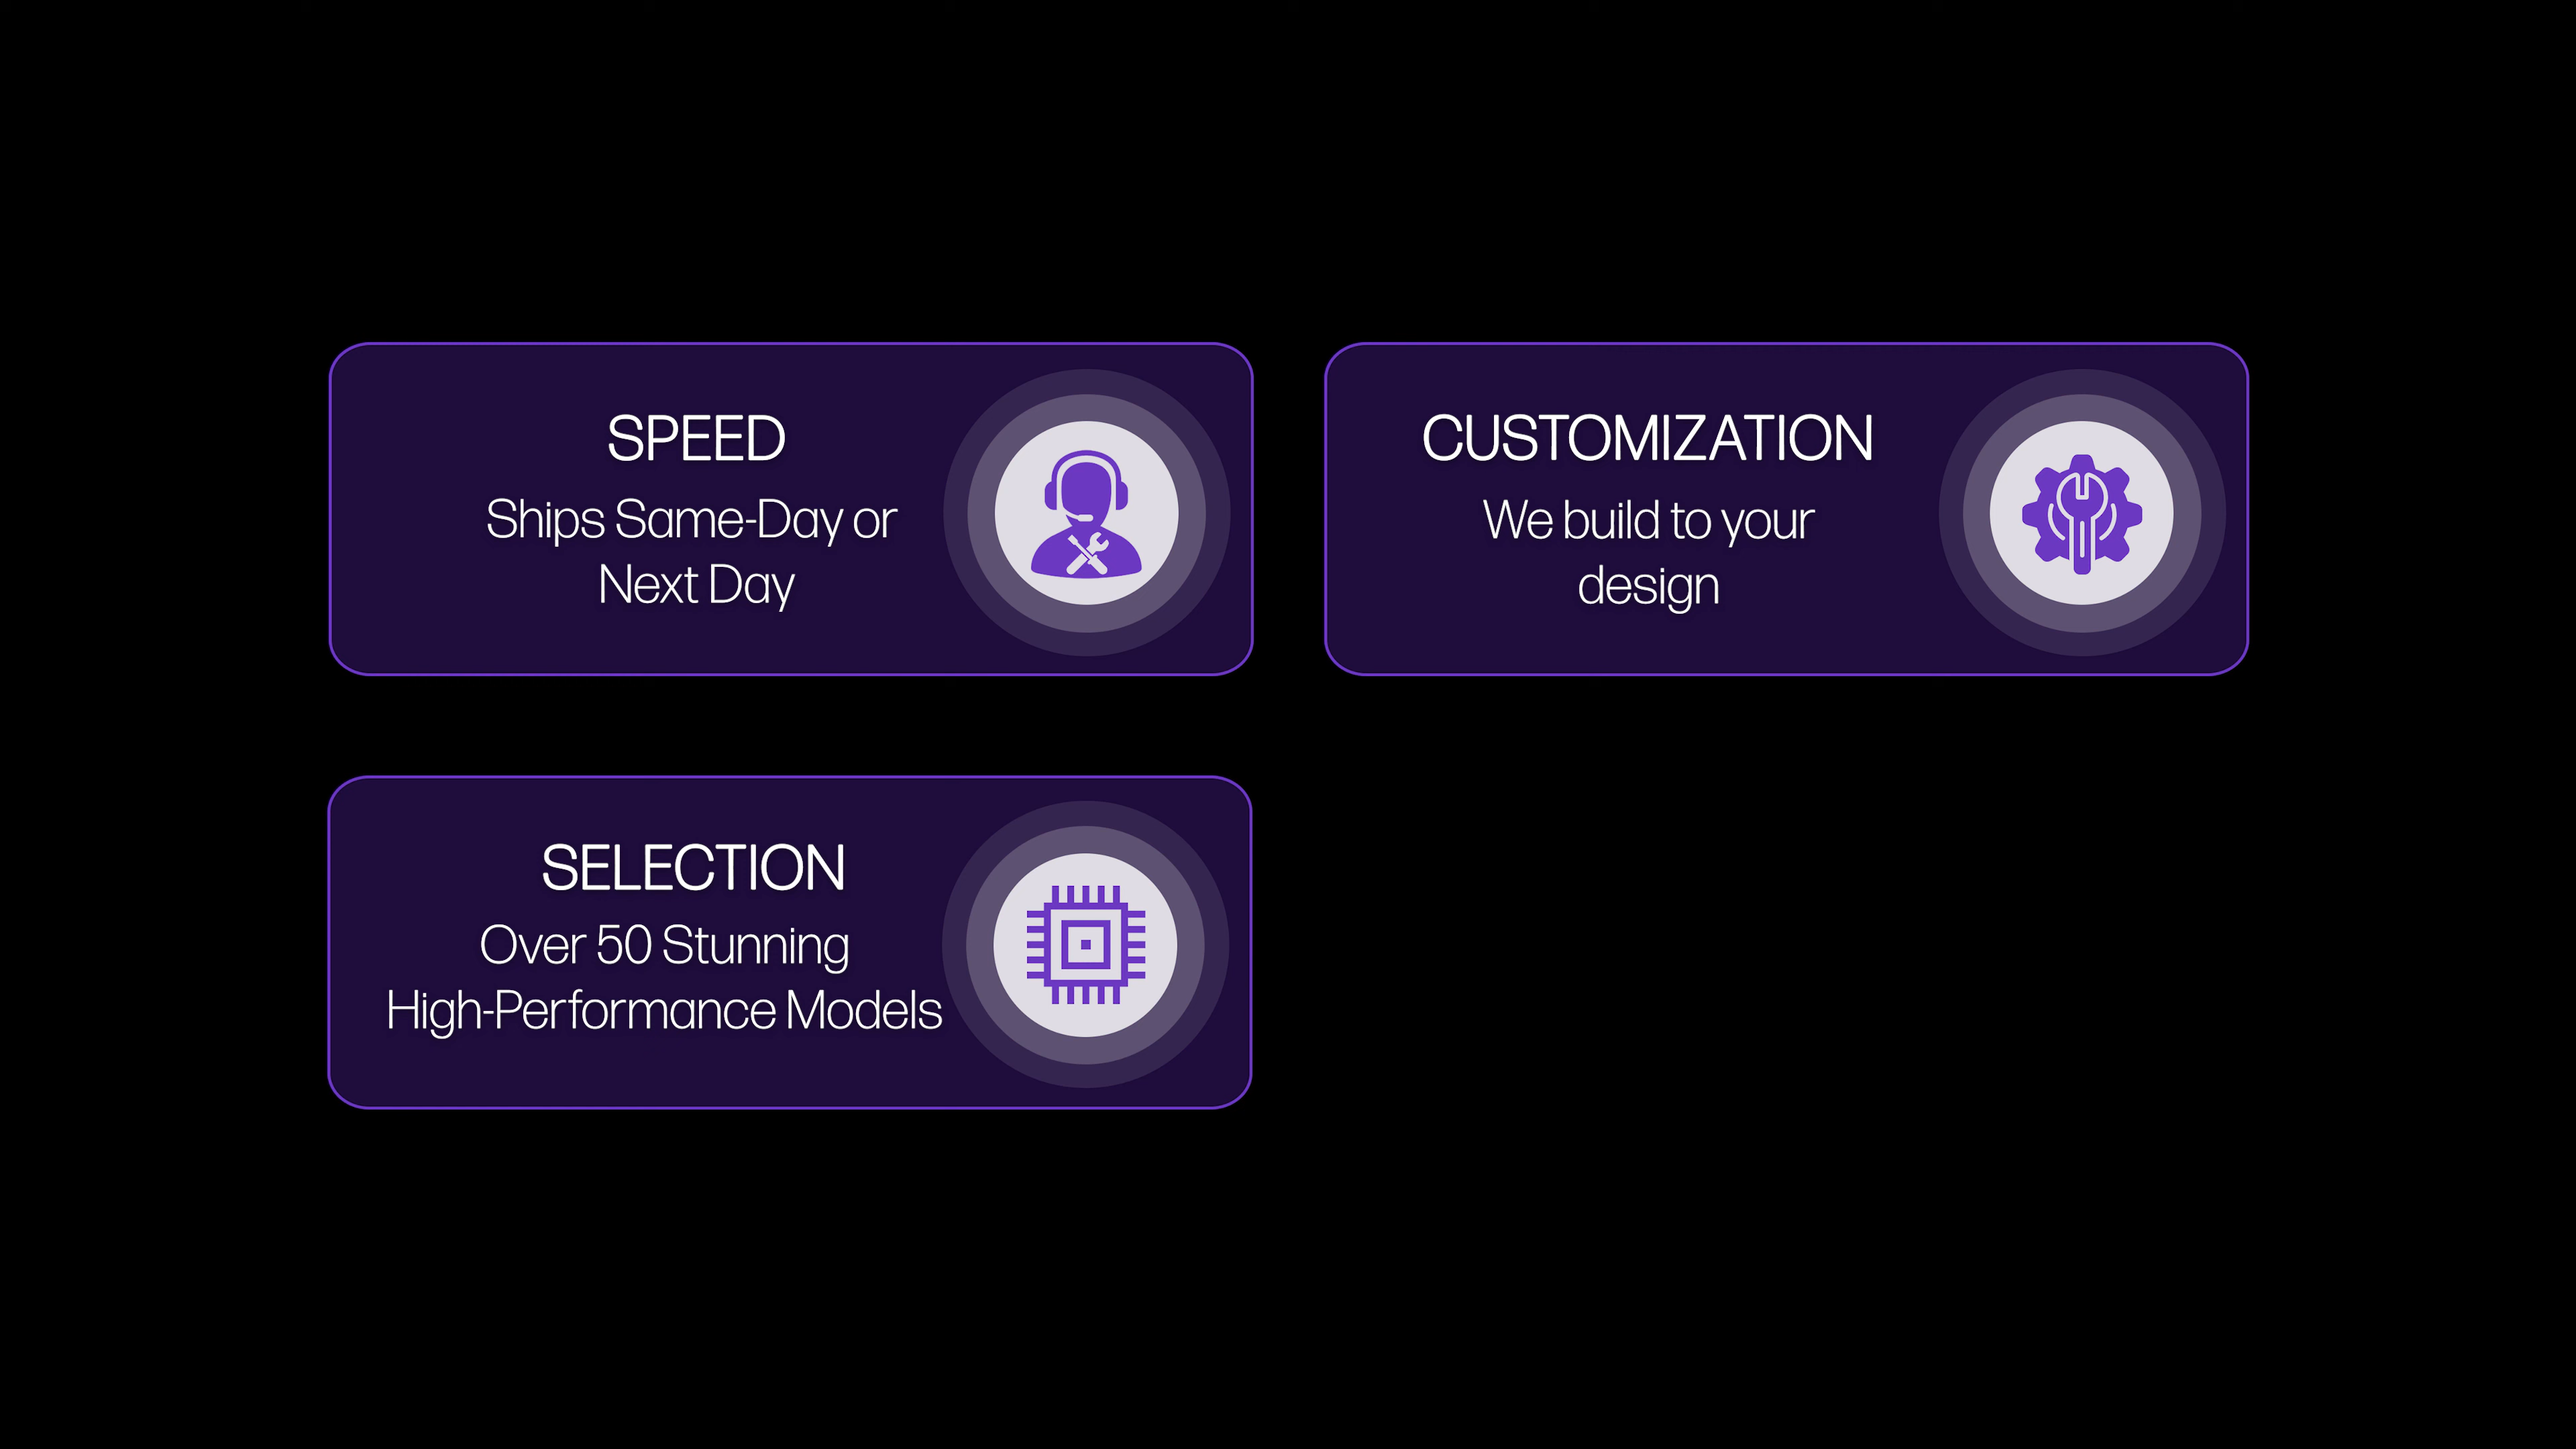 SPEED
Ships Same-Day or
Next Day
CUSTOMIZATION
We build to your
design
SELECTION
Over 50 Stunning
High-Performance Models